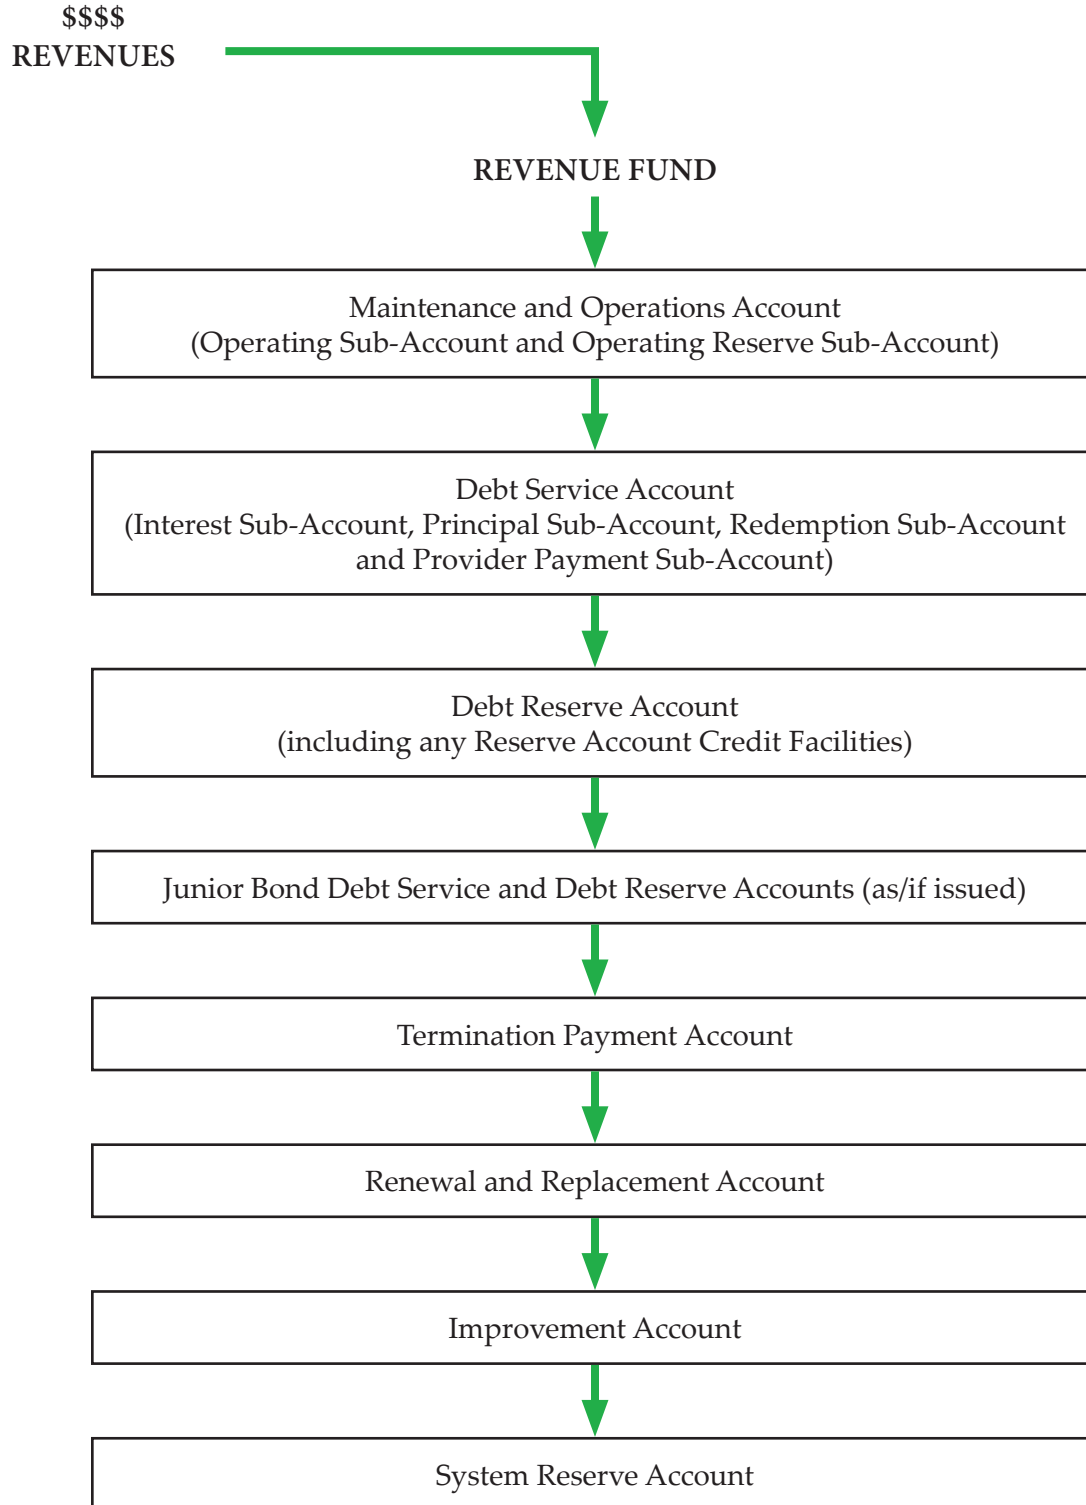 $$$$
REVENUES
REVENUE FUND
Maintenance and Operations Account
(Operating Sub-Account and Operating Reserve Sub-Account)
Debt Service Account
(Interest Sub-Account, Principal Sub-Account, Redemption Sub-Account
and Provider Payment Sub-Account)
Debt Reserve Account
(including any Reserve Account Credit Facilities)
Junior Bond Debt Service and Debt Reserve Accounts (as/if issued)
Termination Payment Account
Renewal and Replacement Account
Improvement Account
System Reserve Account